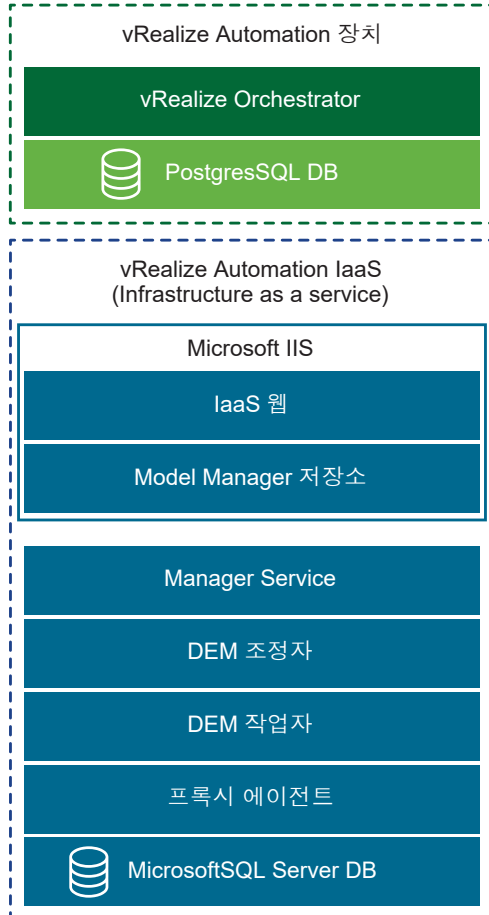 vRealize Automation 장치
vRealize Orchestrator
PostgresSQL DB
vRealize Automation IaaS
(Infrastructure as a service)
Microsoft IIS
IaaS 웹
Model Manager 저장소
Manager Service
DEM 조정자
DEM 작업자
프록시 에이전트
MicrosoftSQL Server DB